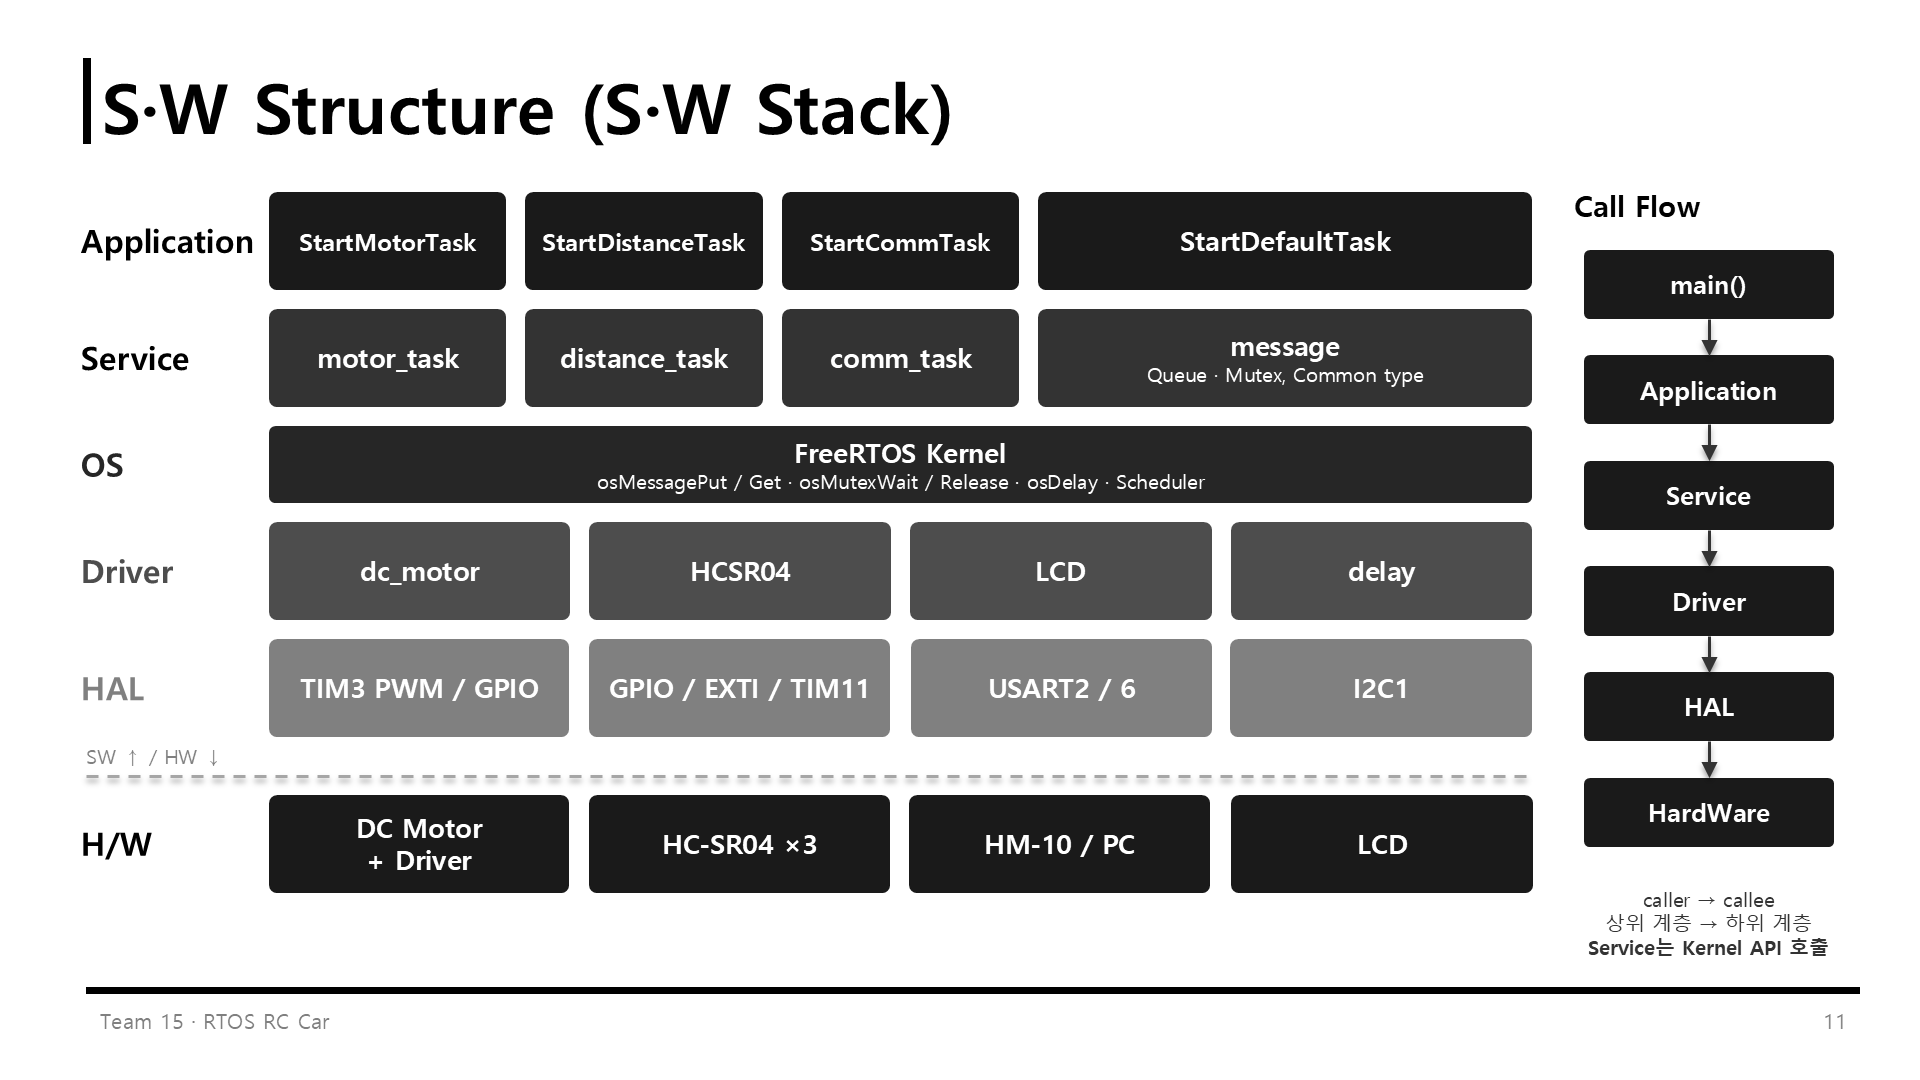 S·W Structure (S·W Stack)
Application
StartMotorTask
StartDistanceTask
StartCommTask
StartDefaultTask
Service
motor_task
distance_task
comm_task
message
Queue · Mutex, Common type
OS
FreeRTOS Kernel
osMessagePut / Get · osMutexWait / Release · osDelay · Scheduler
Driver
dc_motor
HCSR04
LCD
delay
HAL
TIM3 PWM / GPIO
GPIO / EXTI / TIM11
USART2 / 6
I2C1
SW ↑ / HW ↓
H/W
DC Motor
+ Driver
HC-SR04 ×3
HM-10 / PC
LCD
Call Flow
main()
Application
Service
Driver
HAL
HardWare
caller → callee
상위 계층 → 하위 계층
Service는 Kernel API 호출
Team 15 · RTOS RC Car
11